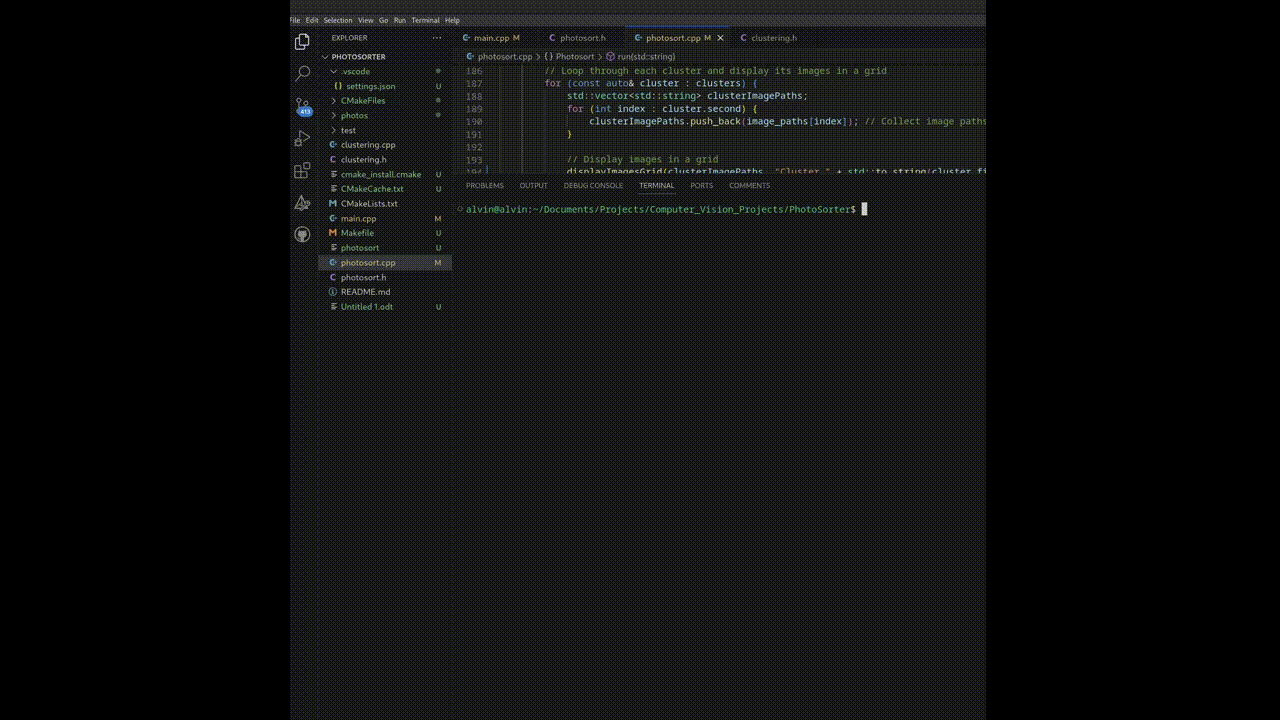 File Edit Selection View Go Run Terminal Help
EXPLORER
PHOTOSORTER
.vscode
settings.json U
CMakeFiles
photos
test
clustering.cpp
clustering.h
cmake_install.cmake U
CMakeCache.txt U
CMakeLists.txt
main.cpp M
Makefile U
photosort U
photosort.cpp M
photosort.h
README.md
Untitled 1.odt U
413
main.cpp M photosort.h photosort.cpp M clustering.h
photosort.cpp > {} Photosort > run(std::string)
186 // Loop through each cluster and display its images in a grid
187 for (const auto& cluster : clusters) {
188 std::vector<std::string> clusterImagePaths;
189 for (int index : cluster.second) {
190 clusterImagePaths.push_back(image_paths[index]); // Collect image paths
191 }
192
193 // Display images in a grid
194 displayImagesGrid(clusterImagePaths, "Cluster " + std::to_string(cluster.fi
PROBLEMS OUTPUT DEBUG CONSOLE TERMINAL PORTS COMMENTS
alvin@alvin:~/Documents/Projects/Computer_Vision_Projects/PhotoSorter$